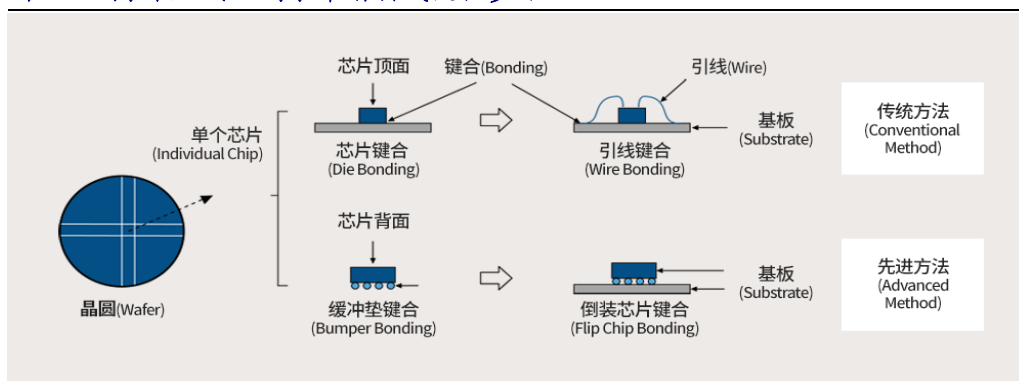 芯片顶面
键合(Bonding)
引线(Wire)
单个芯片
(Individual Chip)
芯片键合
(Die Bonding)
引线键合
(Wire Bonding)
基板
(Substrate)
传统方法
(Conventional
Method)
晶圆(Wafer)
芯片背面
缓冲垫键合
(Bumper Bonding)
倒装芯片键合
(Flip Chip Bonding)
基板
(Substrate)
先进方法
(Advanced
Method)